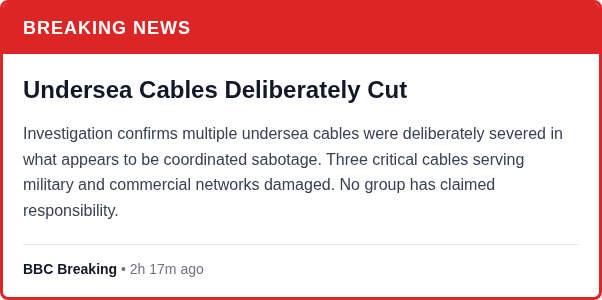 BREAKING NEWS
Undersea Cables Deliberately Cut
Investigation confirms multiple undersea cables were deliberately severed in
what appears to be coordinated sabotage. Three critical cables serving
military and commercial networks damaged. No group has claimed
responsibility.
BBC Breaking • 2h 17m ago